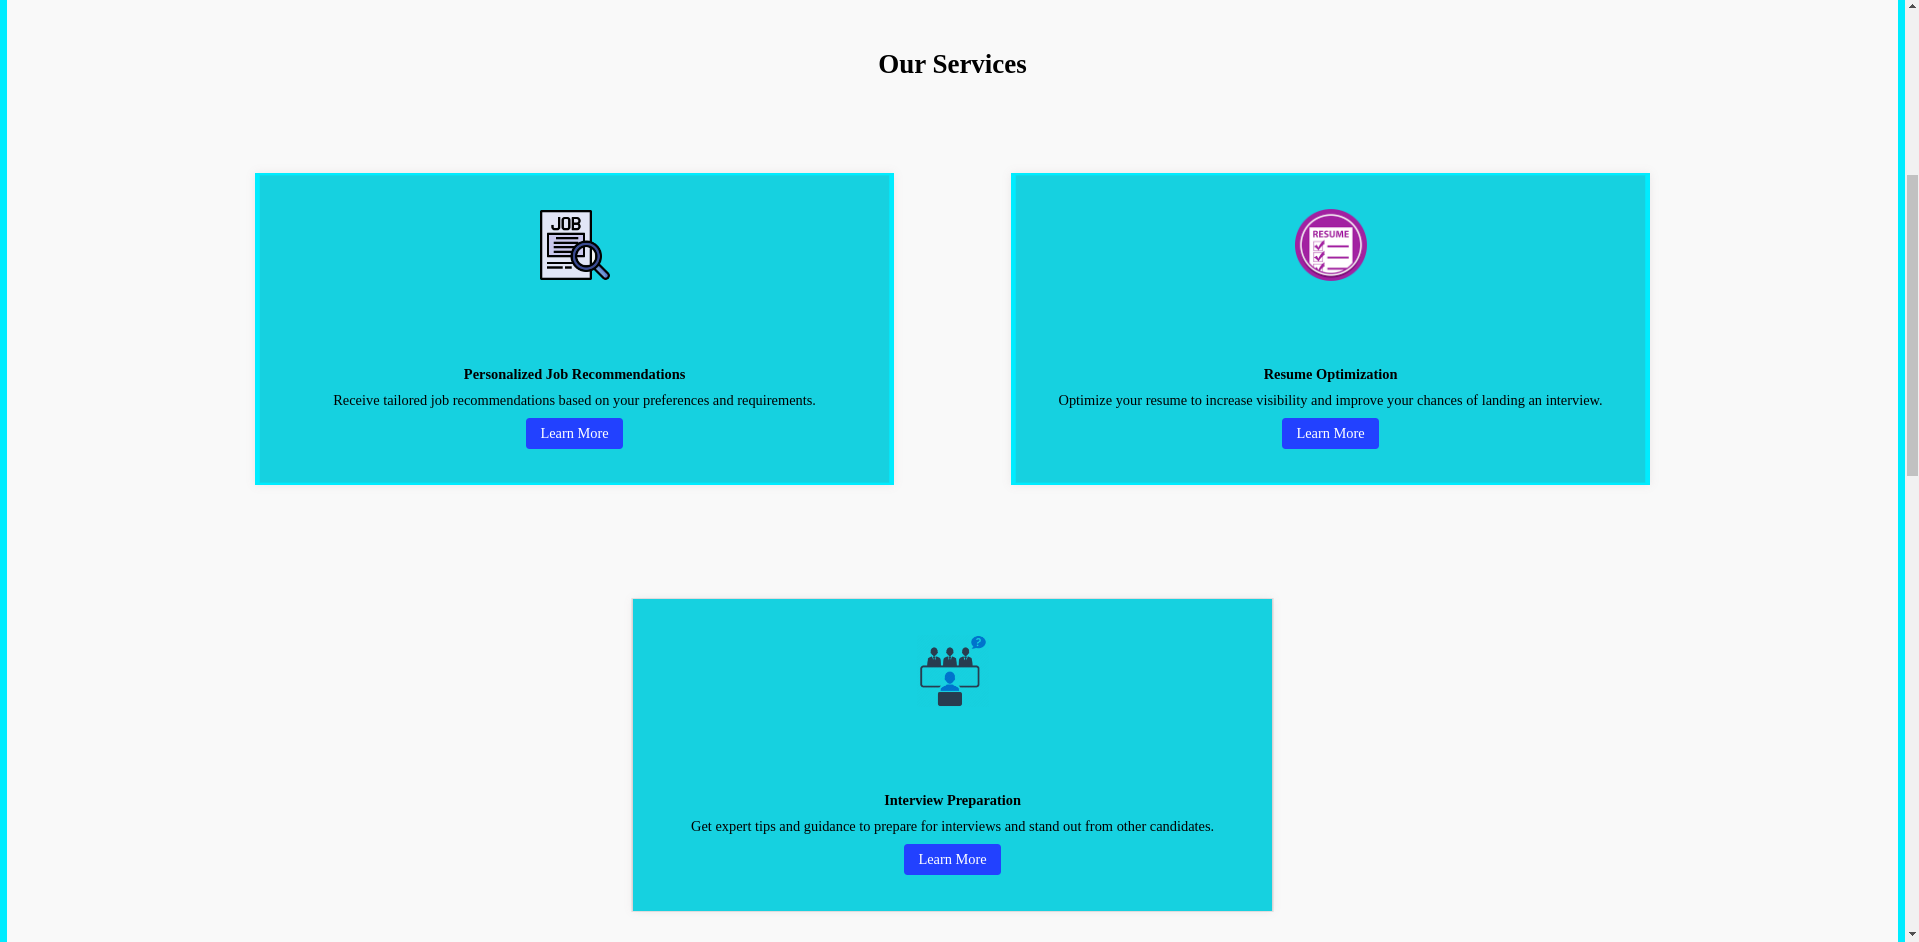 Our Services
JOB
RESUME
Personalized Job Recommendations
Receive tailored job recommendations based on your preferences and requirements.
Learn More
Resume Optimization
Optimize your resume to increase visibility and improve your chances of landing an interview.
Learn More
?
Interview Preparation
Get expert tips and guidance to prepare for interviews and stand out from other candidates.
Learn More